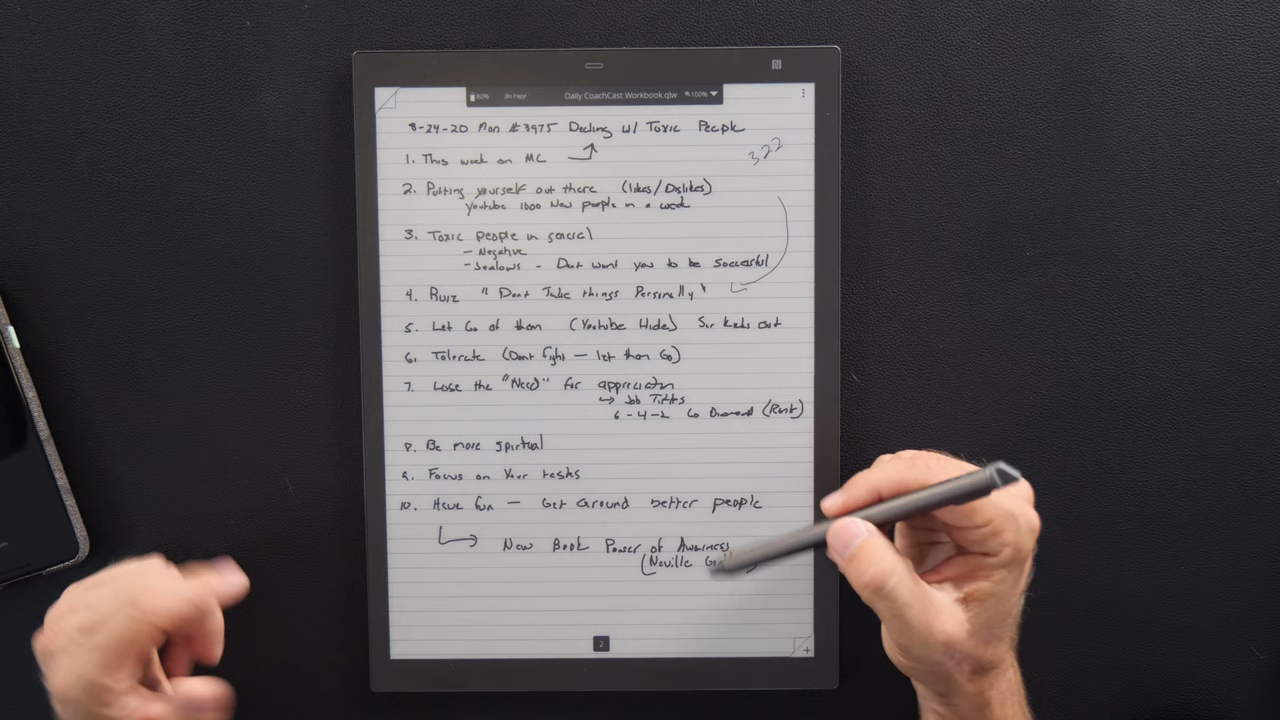 80%
Daily CoachCast Workbook.qlw
100%
8-24-20 Mon #3975 Dealing w/ Toxic People
322
1. This week on MC
2. Putting yourself out there (likes/Dislikes)
Youtube 1000 New people in a week
3. Toxic people in general
- Negative
- Jealows - Dont want you to be Successful
4. Ruiz "Dont Take things Personally"
5. Let Go of them (Youtube Hide) Sir Kids out
6. Tolerate (Dont fight - let them Go)
7. Lose the "Need" for appreciation
Job Titles
6-4-2 Go Diamond
8. Be more spiritual
9. Focus on Your tasks
10. Have fun - Get around better people
New Book Power of Awareness
(Neville
2